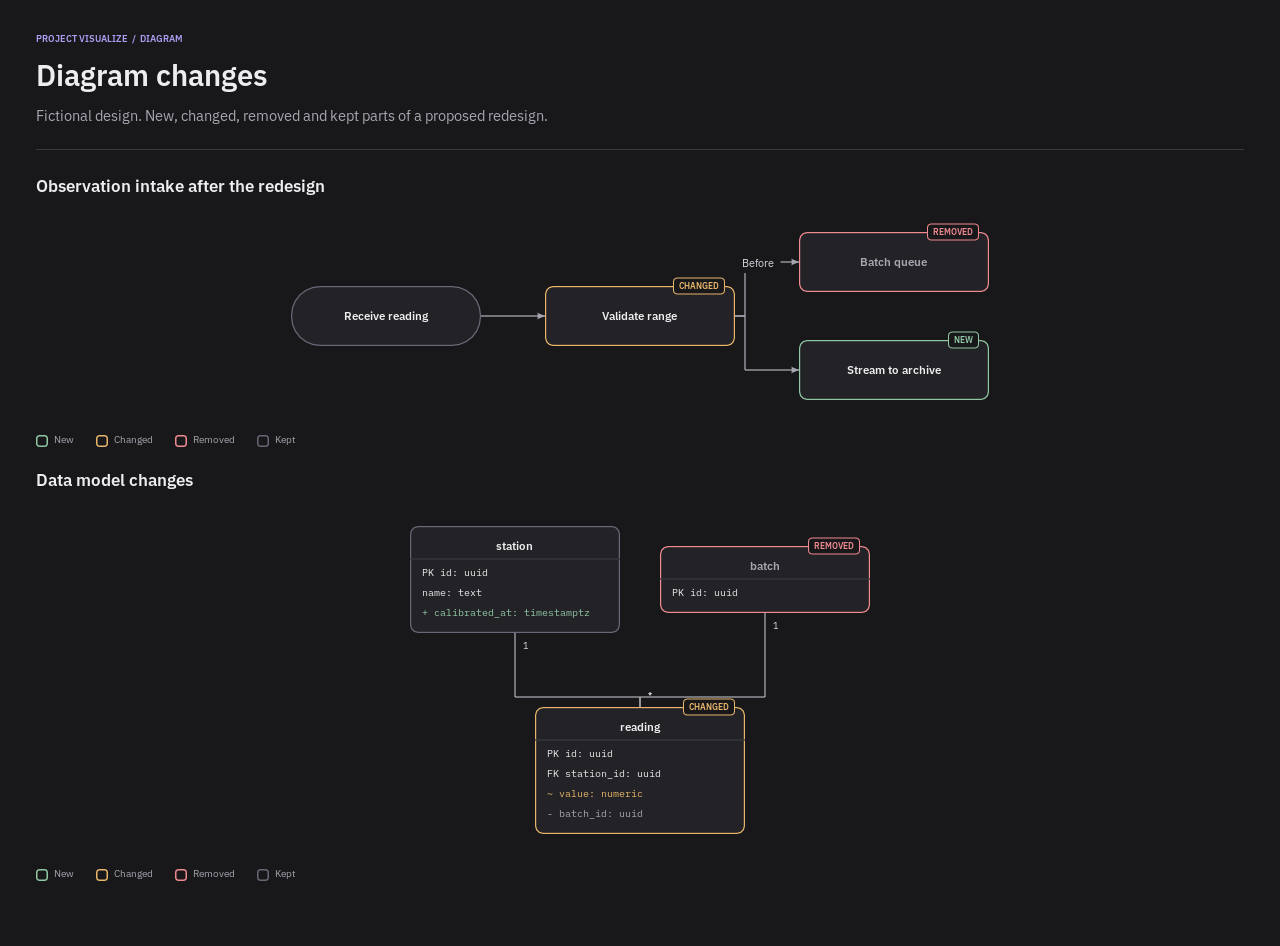 PROJECT VISUALIZE / DIAGRAM
Diagram changes
Fictional design. New, changed, removed and kept parts of a proposed redesign.
Observation intake after the redesign
REMOVED
Before
Batch queue
CHANGED
Receive reading
Validate range
NEW
Stream to archive
New
Changed
Removed
Kept
Data model changes
station
PK id: uuid
name: text
+ calibrated_at: timestamptz
1
REMOVED
batch
PK id: uuid
1
*
CHANGED
reading
PK id: uuid
FK station_id: uuid
~ value: numeric
- batch_id: uuid
New
Changed
Removed
Kept